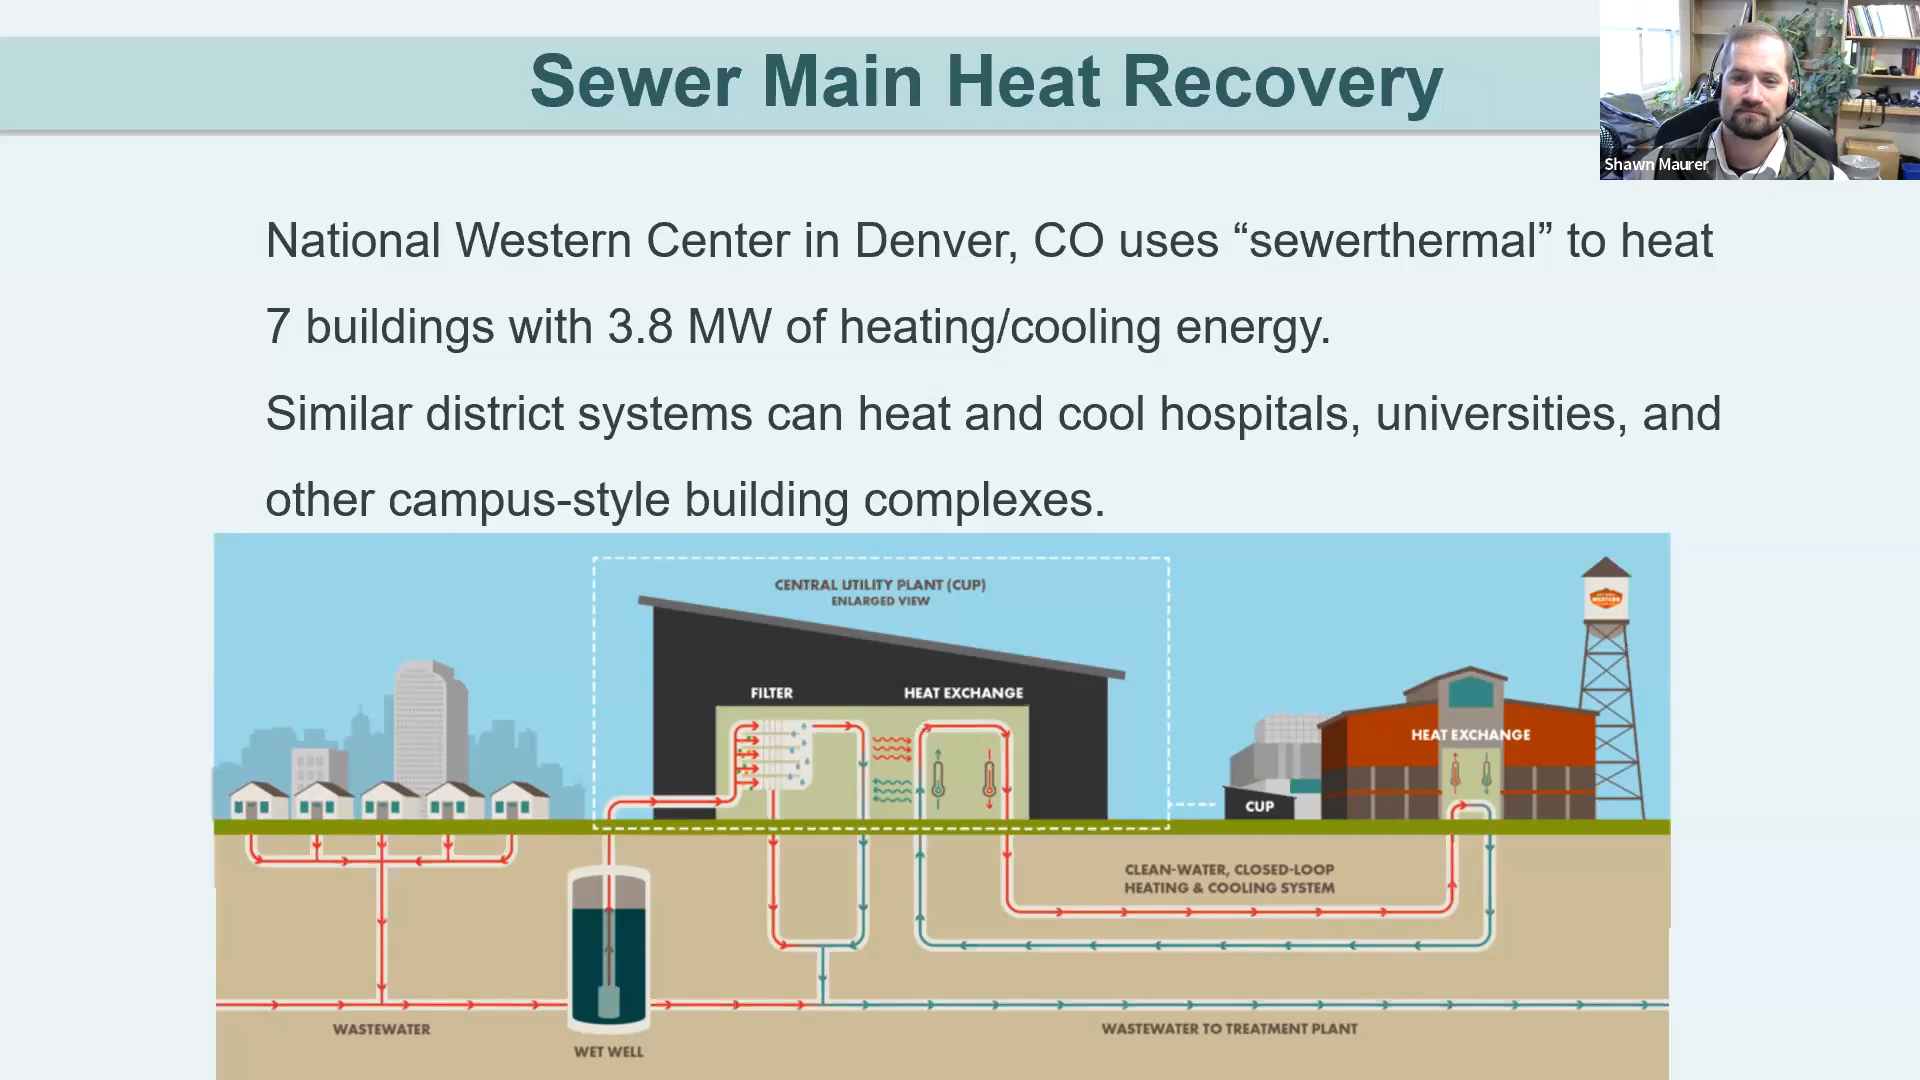 Sewer Main Heat Recovery
Shawn Maurer
National Western Center in Denver, CO uses “sewerthermal” to heat
7 buildings with 3.8 MW of heating/cooling energy.
Similar district systems can heat and cool hospitals, universities, and
other campus-style building complexes.
CENTRAL UTILITY PLANT (CUP)
ENLARGED VIEW
FILTER
HEAT EXCHANGE
HEAT EXCHANGE
CUP
CLEAN-WATER, CLOSED-LOOP
HEATING & COOLING SYSTEM
WASTEWATER
WET WELL
WASTEWATER TO TREATMENT PLANT